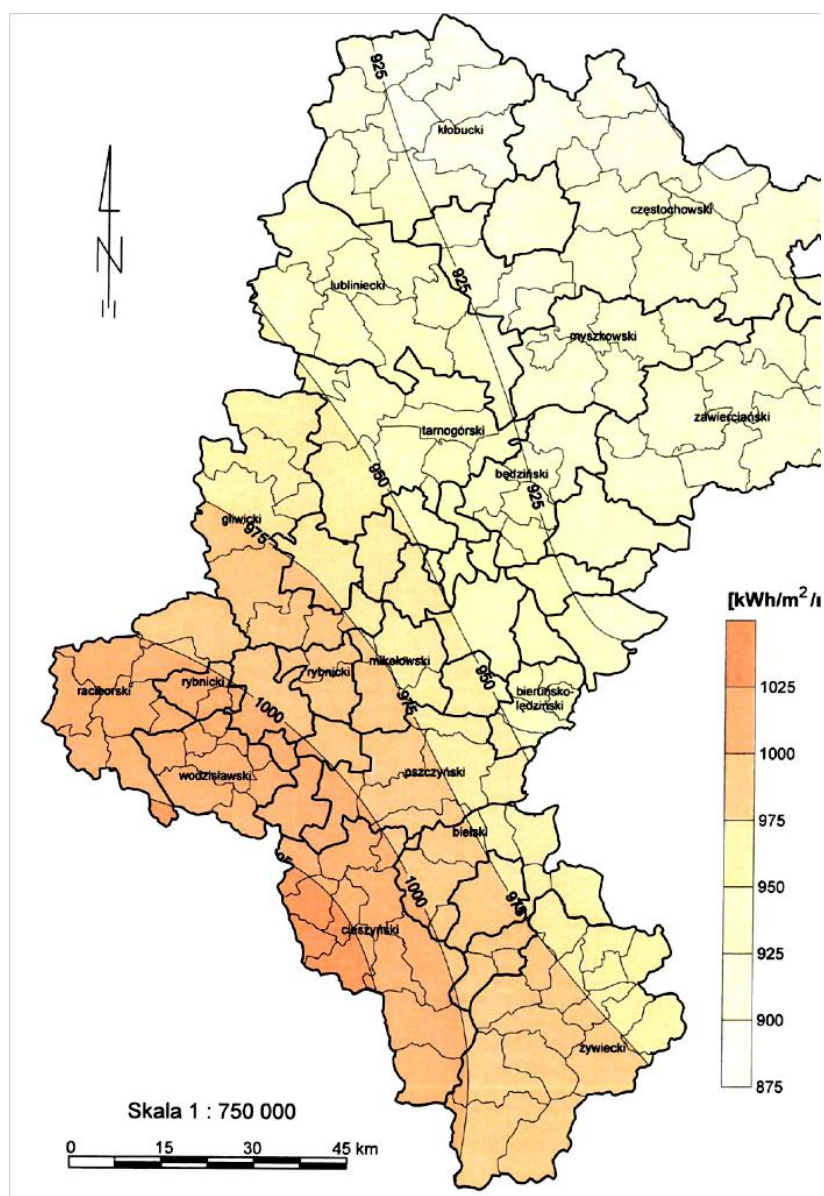 925
kłobucki
częstochowski
N
925
lubliniecki
myszkowski
zawierciański
tarnogórski
będziński
950
925
gliwicki
975
[kWh/m²/r
mikołowski
rybnicki
rybnicki
raciborski
950
1025
bieruńsko-
lędziński
975
1000
1000
wodzisławski
pszczyński
975
bielski
950
1000
975
cieszyński
925
900
żywiecki
875
Skala 1 : 750 000
0 15 30 45 km